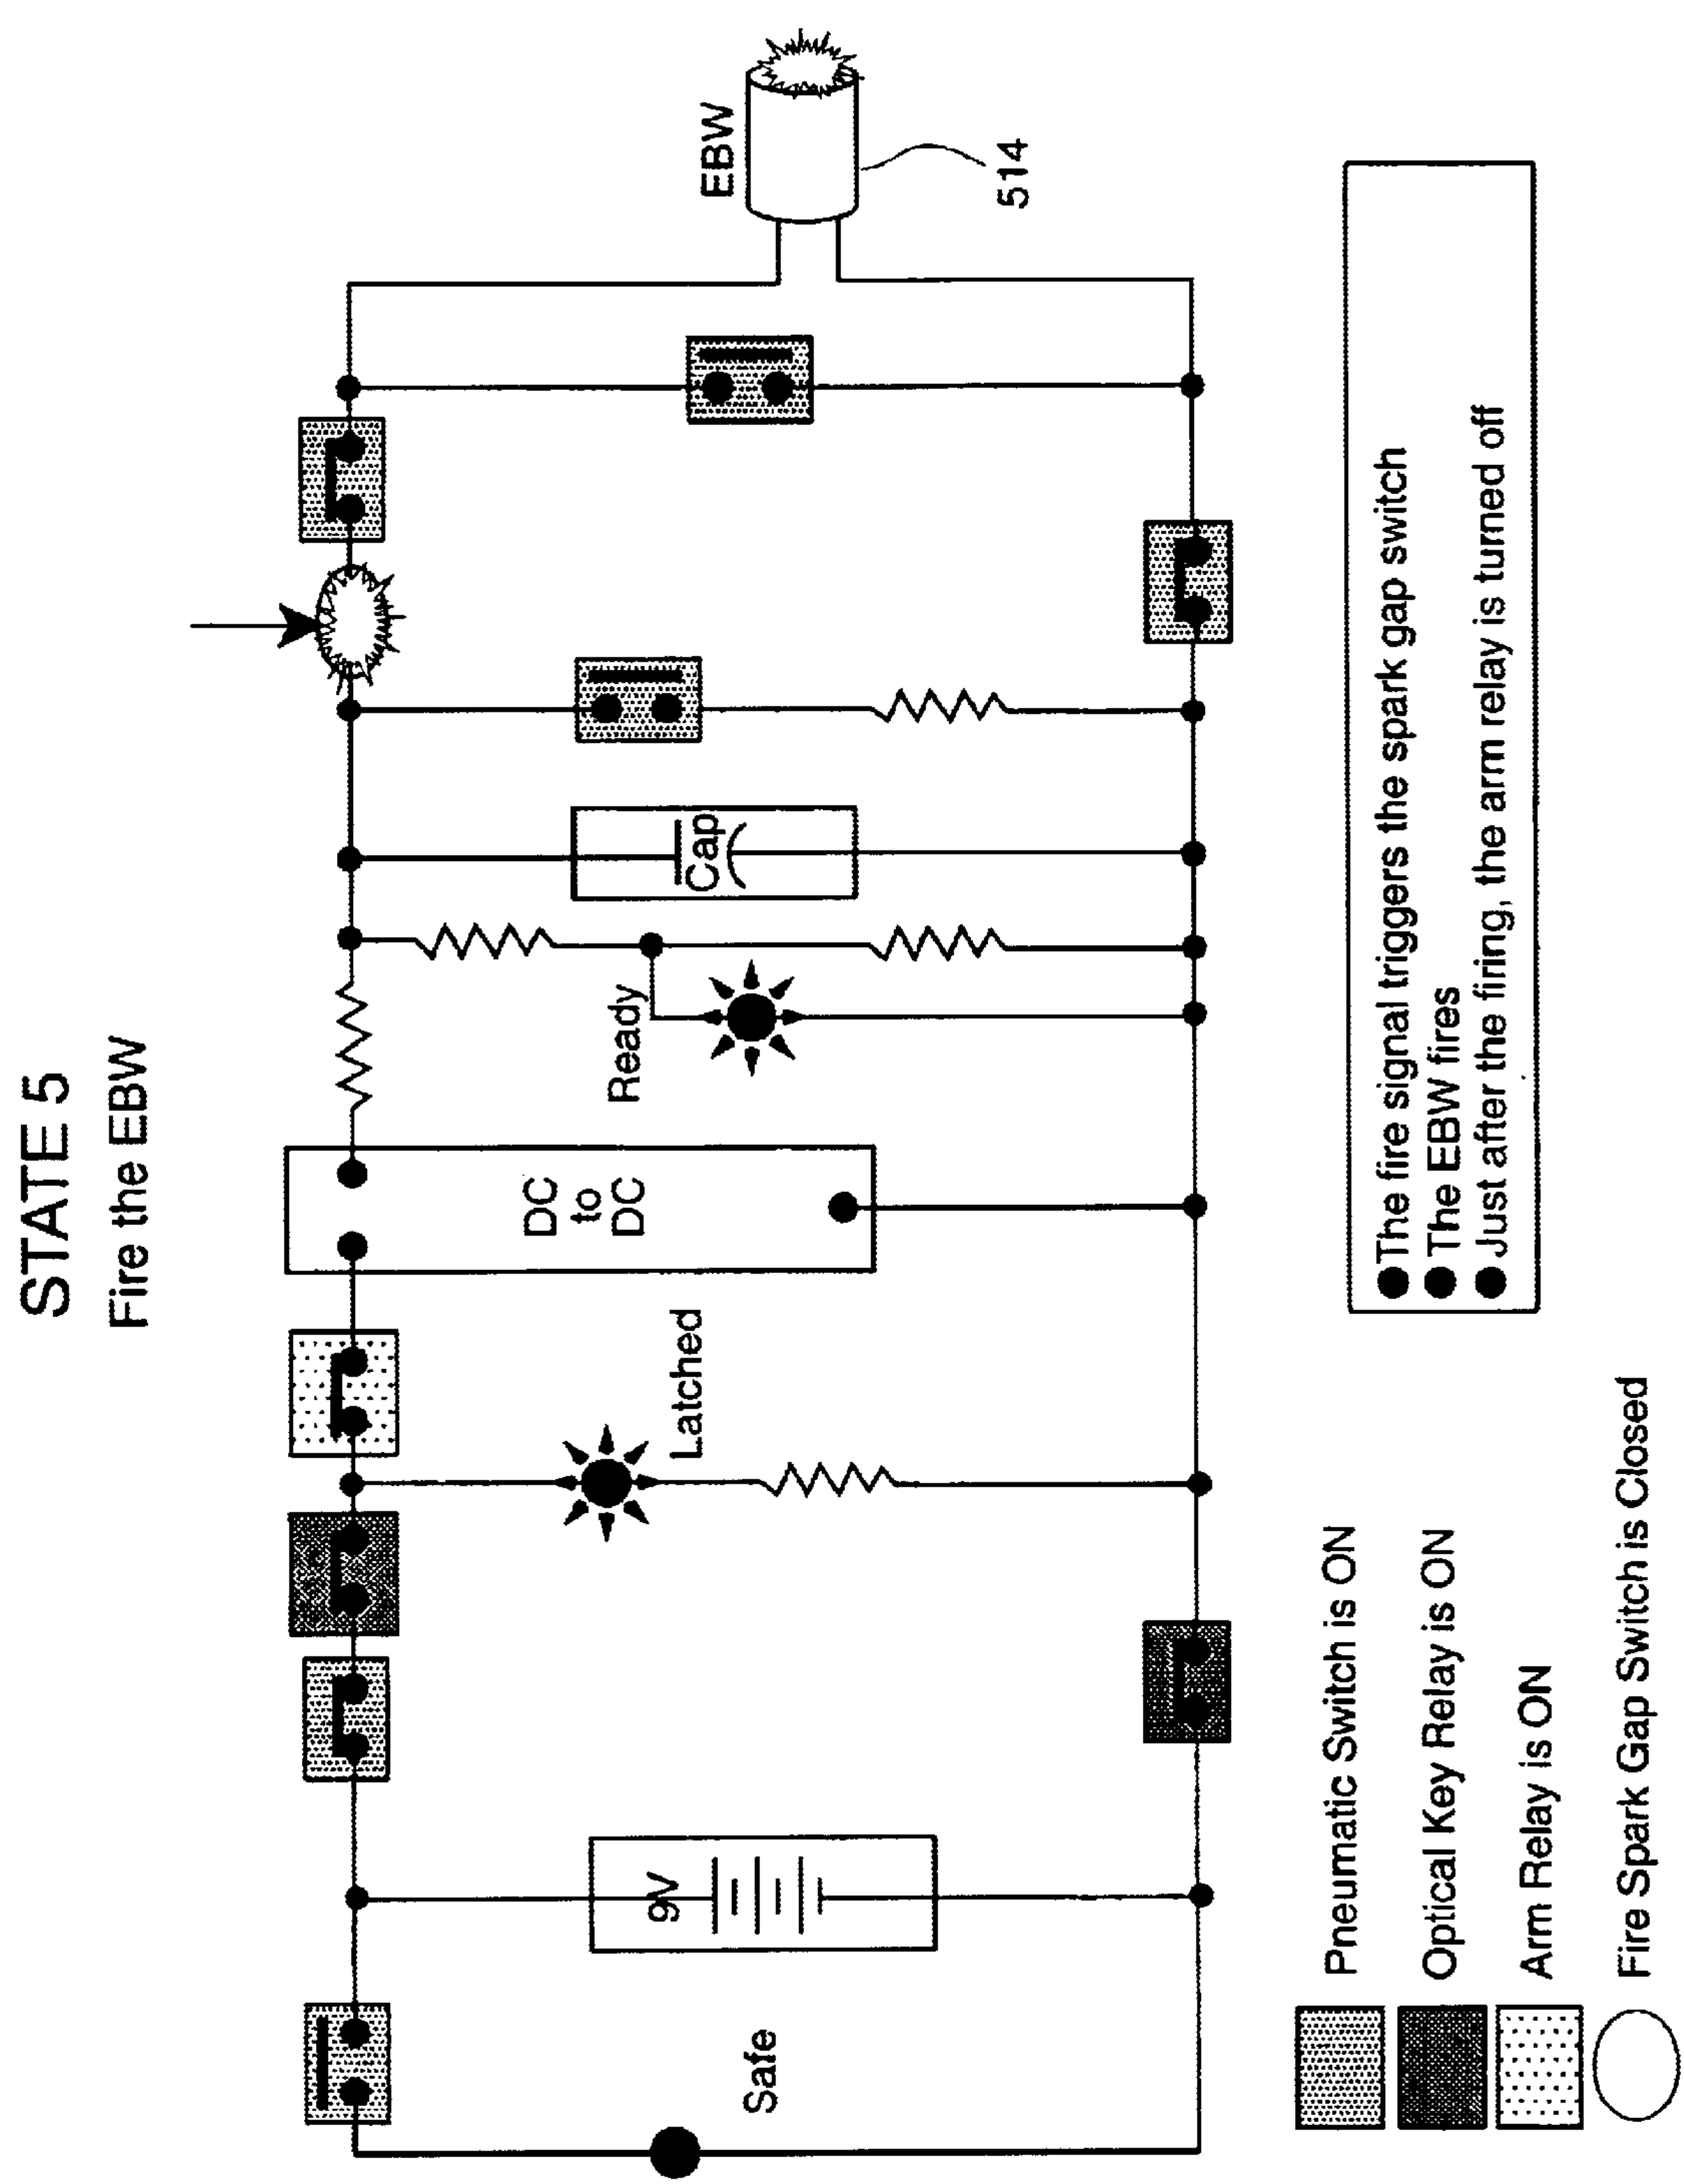 STATE 5
Fire the EBW
EBW
514
Ready
Cap
DC
to
DC
Latched
9V
Safe
Pneumatic Switch is ON
Optical Key Relay is ON
Arm Relay is ON
Fire Spark Gap Switch is Closed
● The fire signal triggers the spark gap switch
● The EBW fires
● Just after the firing, the arm relay is turned off